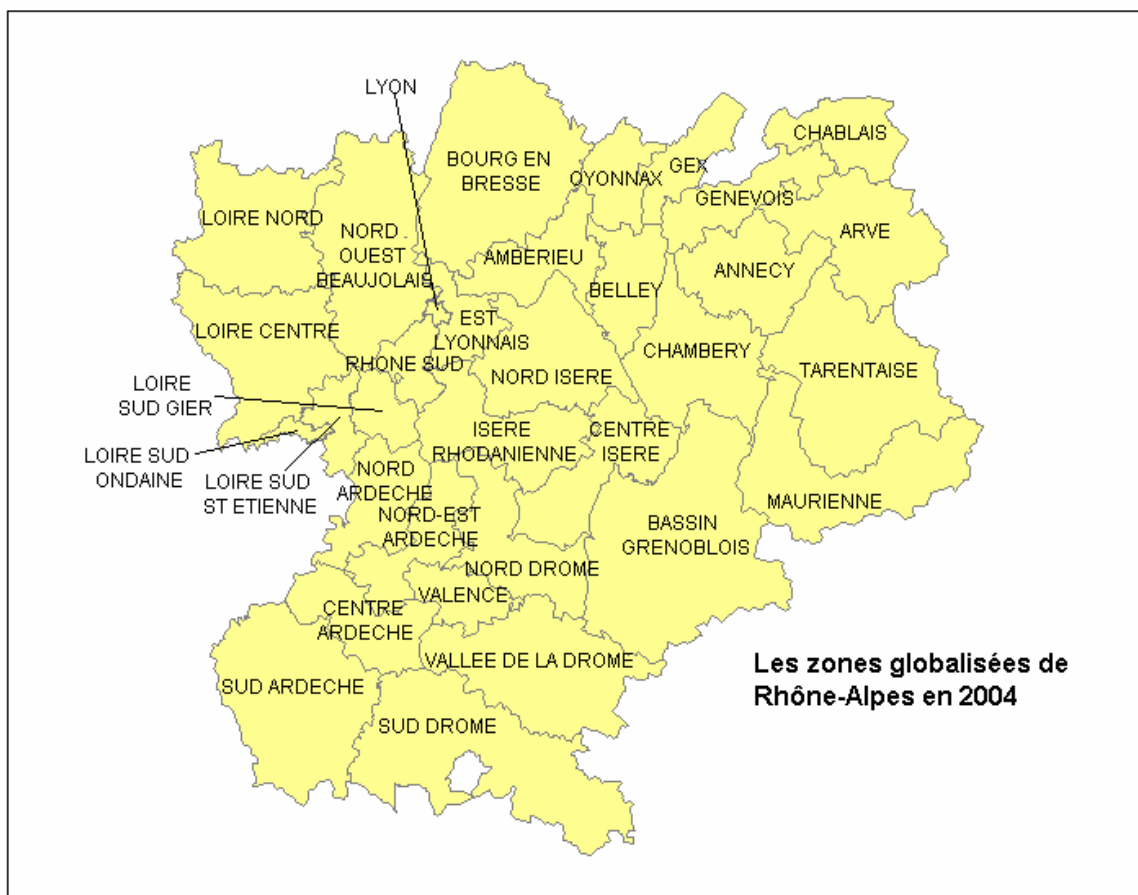 LYON
CHABLAIS
BOURG EN
BRESSE
OYONNAX
GEX
GENEVOIS
LOIRE NORD
NORD
OUEST
BEAUJOLAIS
ARVE
AMBERIEU
ANNECY
BELLEY
LOIRE CENTRE
EST
LYONNAIS
CHAMBERY
RHONE SUD
NORD ISERE
TARENTAISE
LOIRE
SUD GIER
ISERE
RHODANIENNE
CENTRE
ISERE
LOIRE SUD
ONDAINE
LOIRE SUD
ST ETIENNE
NORD
ARDECHE
MAURIENNE
NORD-EST
ARDECHE
BASSIN
GRENOBLOIS
NORD DROME
VALENCE
CENTRE
ARDECHE
VALLEE DE LA DROME
SUD ARDECHE
SUD DROME
Les zones globalisées de
Rhône-Alpes en 2004